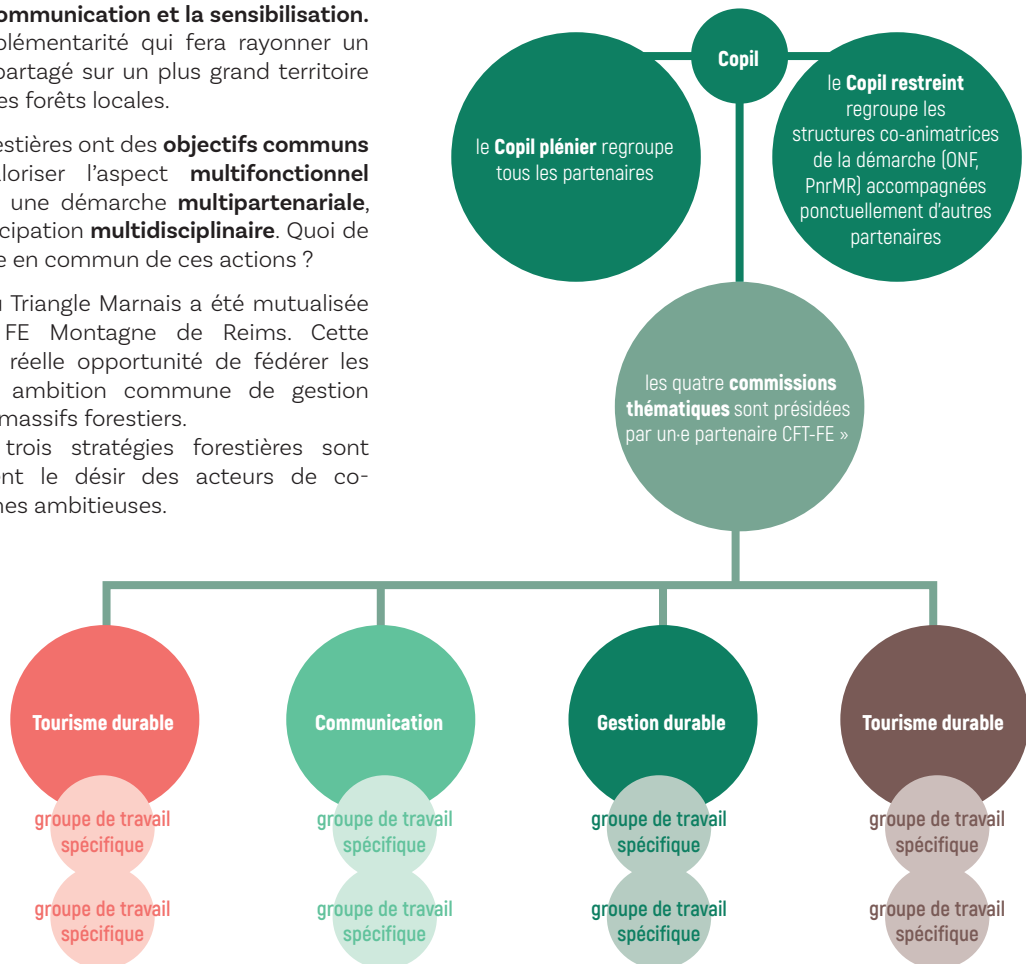 ommunication et la sensibilisation.
plémentarité qui fera rayonner un
partagé sur un plus grand territoire
es forêts locales.
estières ont des objectifs communs
aloriser l'aspect multifonctionnel
une démarche multipartenariale,
cipation multidisciplinaire. Quoi de
e en commun de ces actions ?
u Triangle Marnais a été mutualisée
FE Montagne de Reims. Cette
réelle opportunité de fédérer les
ambition commune de gestion
massifs forestiers.
trois stratégies forestières sont
ent le désir des acteurs de co-
nes ambitieuses.
Copil
le Copil plénier regroupe
tous les partenaires
le Copil restreint
regroupe les
structures co-animatrices
de la démarche (ONF,
PnrMR) accompagnées
ponctuellement d'autres
partenaires
les quatre commissions
thématiques sont présidées
par un·e partenaire CFT-FE »
Tourisme durable
Communication
Gestion durable
Tourisme durable
groupe de travail
spécifique
groupe de travail
spécifique
groupe de travail
spécifique
groupe de travail
spécifique
groupe de travail
spécifique
groupe de travail
spécifique
groupe de travail
spécifique
groupe de travail
spécifique